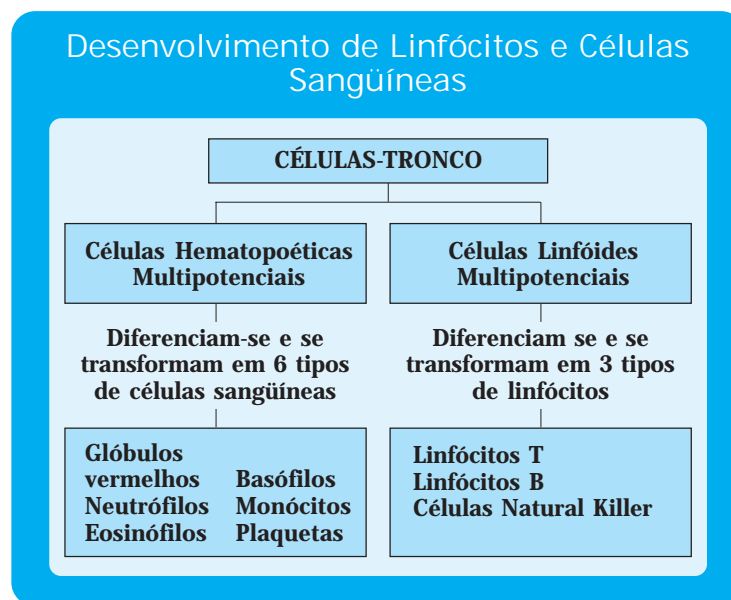 Desenvolvimento de Linfócitos e Células
Sangüíneas
CÉLULAS-TRONCO
Células Hematopoéticas
Multipotenciais
Diferenciam-se e se
transformam em 6 tipos
de células sangüíneas
Glóbulos
vermelhos
Neutrófilos
Eosinófilos
Basófilos
Monócitos
Plaquetas
Células Linfóides
Multipotenciais
Diferenciam se e se
transformam em 3 tipos
de linfócitos
Linfócitos T
Linfócitos B
Células Natural Killer